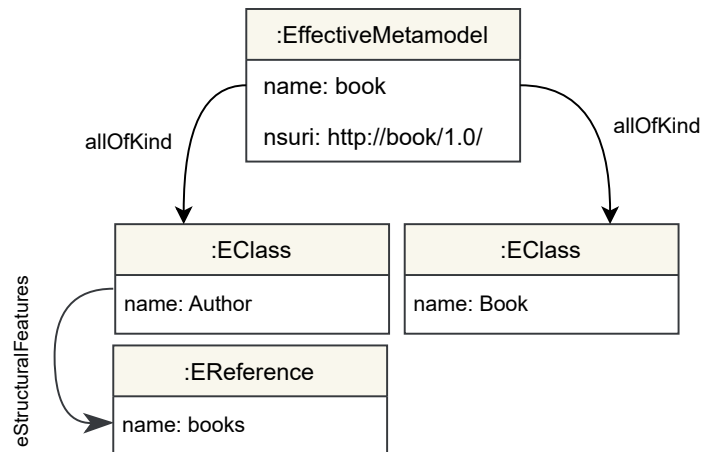 :EffectiveMetamodel
name: book
nsuri: http://book/1.0/
allOfKind
allOfKind
:EClass
name: Author
:EClass
name: Book
eStructuralFeatures
:EReference
name: books